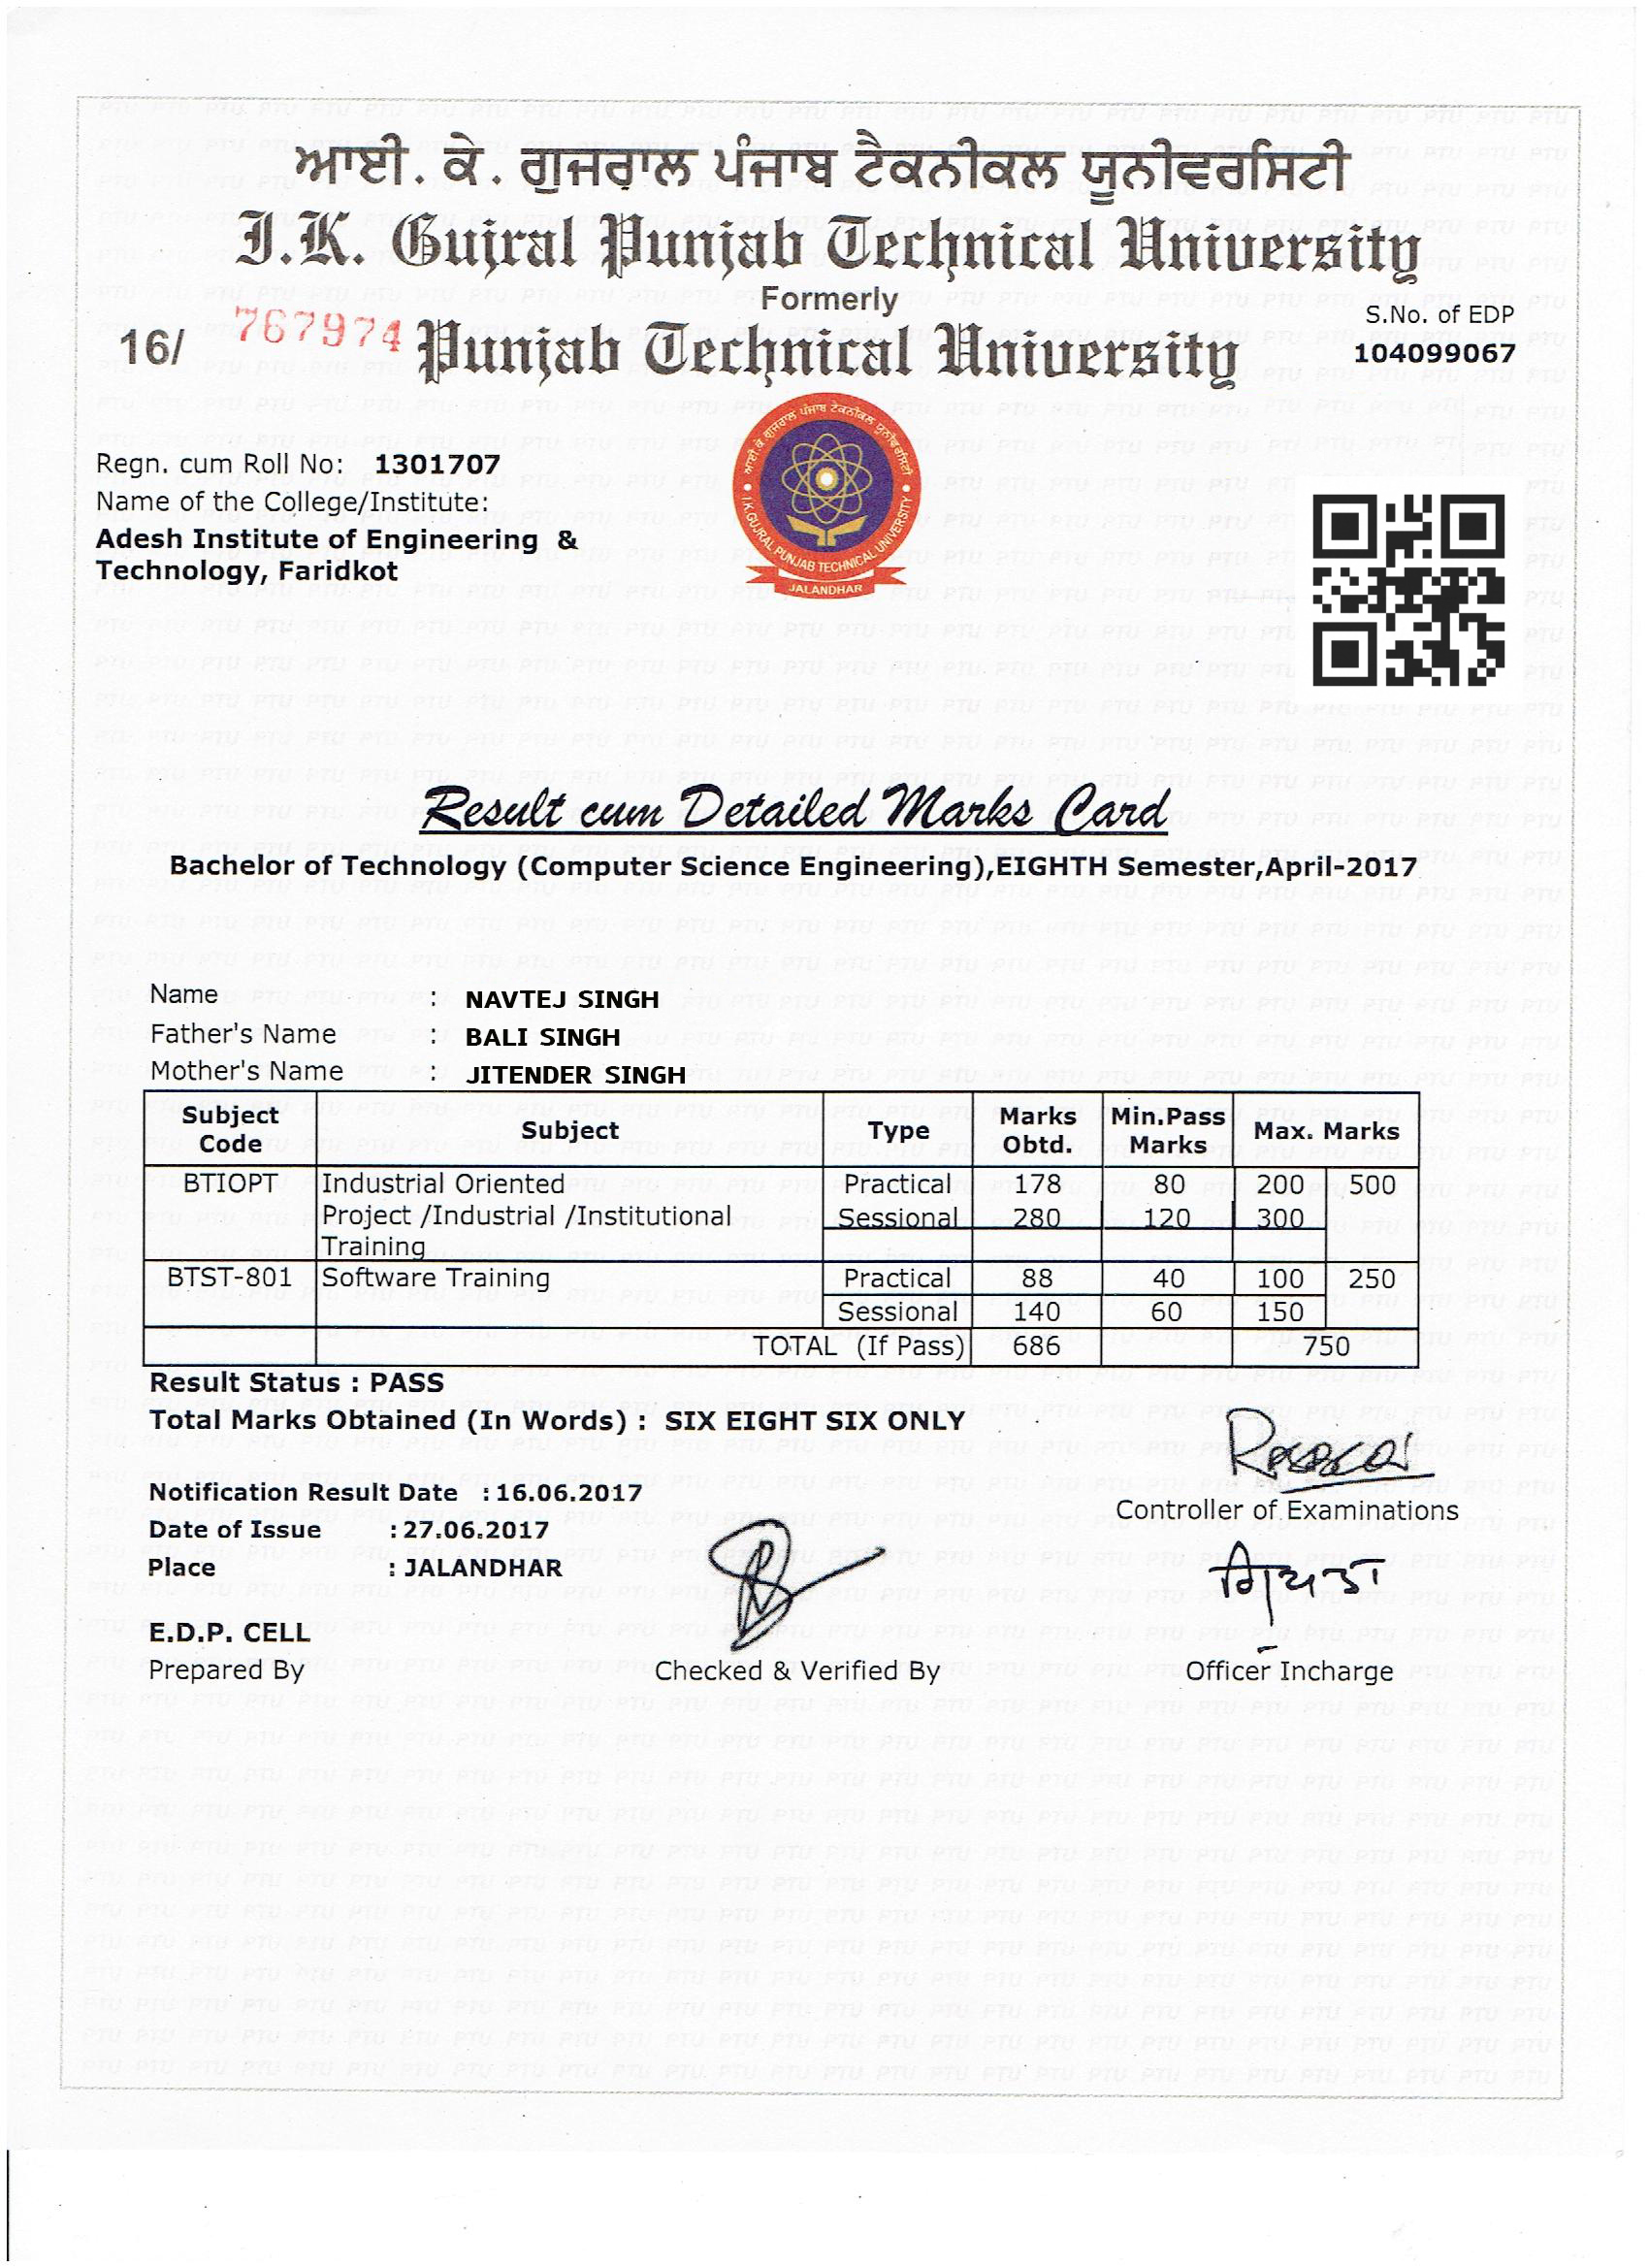 ਆਈ. ਕੇ. ਗੁਜਰਾਲ ਪੰਜਾਬ ਟੈਕਨੀਕਲ ਯੂਨੀਵਰਸਿਟੀ
I.K. Gujral Punjab Technical University
Formerly
S.No. of EDP
16/ 767974 Punjab Technical University 104099067
ਆਈ.ਕੇ.ਗੁਜਰਾਲ ਪੰਜਾਬ ਟੈਕਨੀਕਲ ਯੂਨੀਵਰਸਿਟੀ
I.K.GUJRAL PUNJAB TECHNICAL UNIVERSITY
JALANDHAR
Regn. cum Roll No: 1301707
Name of the College/Institute:
Adesh Institute of Engineering &
Technology, Faridkot
Result cum Detailed Marks Card
Bachelor of Technology (Computer Science Engineering),EIGHTH Semester,April-2017
Name : NAVTEJ SINGH
Father's Name : BALI SINGH
Mother's Name : JITENDER SINGH
Subject Code Subject Type Marks Obtd. Min.Pass Marks Max. Marks
BTIOPT Industrial Oriented Practical 178 80 200 500
Project /Industrial /Institutional Sessional 280 120 300
Training
BTST-801 Software Training Practical 88 40 100 250
Sessional 140 60 150
TOTAL (If Pass) 686 750
Result Status : PASS
Total Marks Obtained (In Words) : SIX EIGHT SIX ONLY
Notification Result Date : 16.06.2017
Controller of Examinations
Date of Issue : 27.06.2017
Place : JALANDHAR
E.D.P. CELL
Prepared By Checked & Verified By Officer Incharge